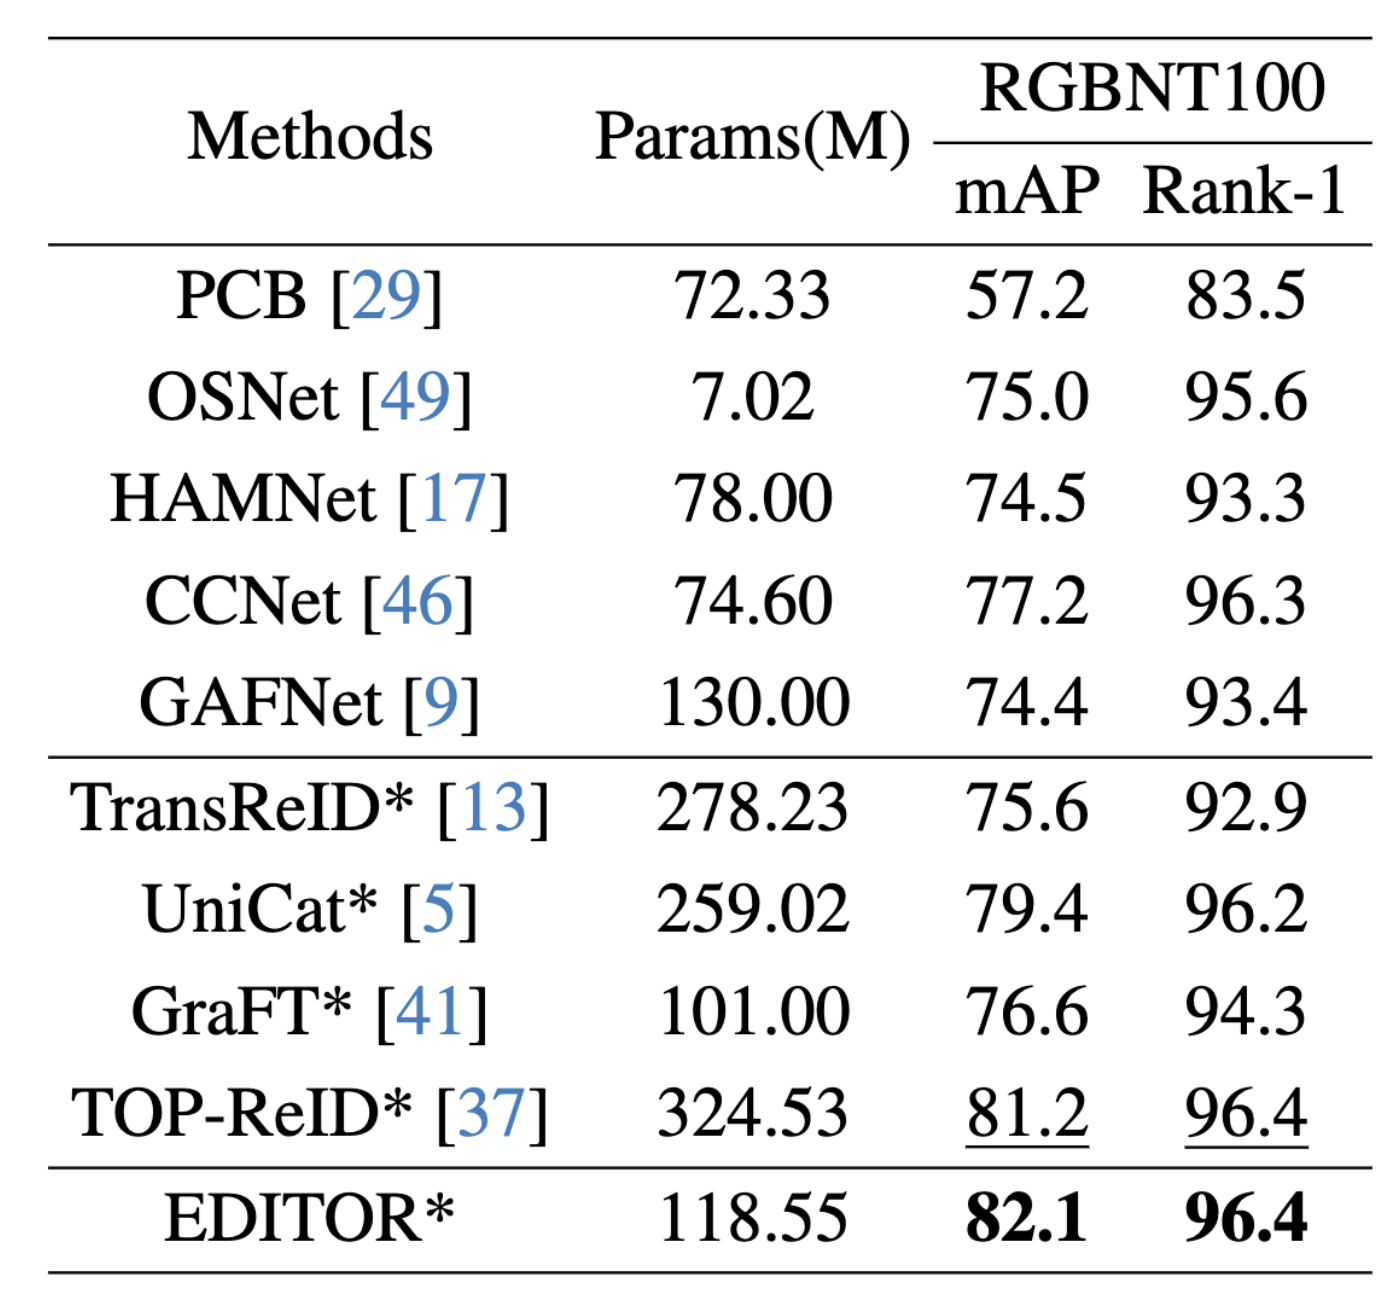 Methods Params(M) RGBNT100
mAP Rank-1
PCB [29] 72.33 57.2 83.5
OSNet [49] 7.02 75.0 95.6
HAMNet [17] 78.00 74.5 93.3
CCNet [46] 74.60 77.2 96.3
GAFNet [9] 130.00 74.4 93.4
TransReID* [13] 278.23 75.6 92.9
UniCat* [5] 259.02 79.4 96.2
GraFT* [41] 101.00 76.6 94.3
TOP-ReID* [37] 324.53 81.2 96.4
EDITOR* 118.55 82.1 96.4